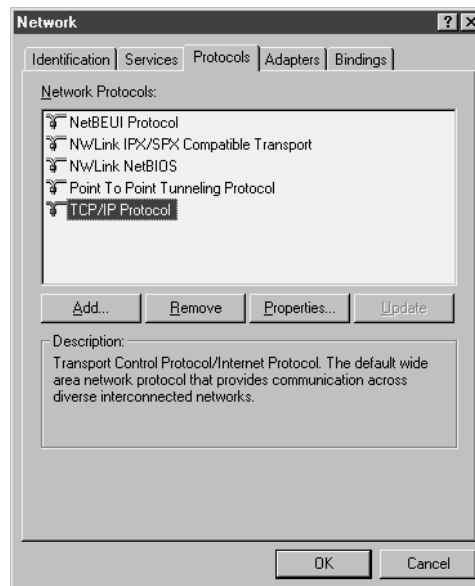 Network
Identification Services Protocols Adapters Bindings
Network Protocols:
NetBEUI Protocol
NWLink IPX/SPX Compatible Transport
NWLink NetBIOS
Point To Point Tunneling Protocol
TCP/IP Protocol
Add... Remove Properties... Update
Description:
Transport Control Protocol/Internet Protocol. The default wide
area network protocol that provides communication across
diverse interconnected networks.
OK Cancel